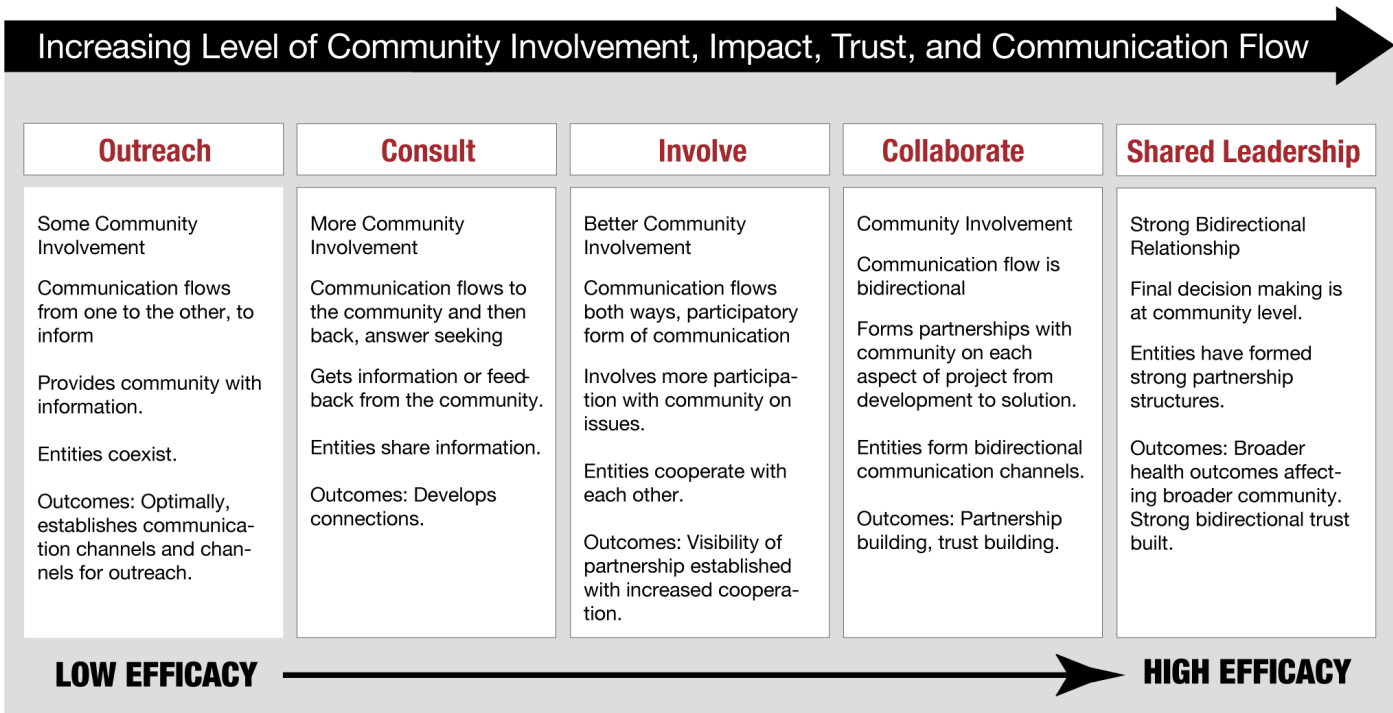 Increasing Level of Community Involvement, Impact, Trust, and Communication Flow
Outreach
Some Community
Involvement
Communication flows
from one to the other, to
inform
Provides community with
information.
Entities coexist.
Outcomes: Optimally,
establishes communica-
tion channels and chan-
nels for outreach.
Consult
More Community
Involvement
Communication flows to
the community and then
back, answer seeking
Gets information or feed-
back from the community.
Entities share information.
Outcomes: Develops
connections.
Involve
Better Community
Involvement
Communication flows
both ways, participatory
form of communication
Involves more participa-
tion with community on
issues.
Entities cooperate with
each other.
Outcomes: Visibility of
partnership established
with increased coopera-
tion.
Collaborate
Community Involvement
Communication flow is
bidirectional
Forms partnerships with
community on each
aspect of project from
development to solution.
Entities form bidirectional
communication channels.
Outcomes: Partnership
building, trust building.
Shared Leadership
Strong Bidirectional
Relationship
Final decision making is
at community level.
Entities have formed
strong partnership
structures.
Outcomes: Broader
health outcomes affect-
ing broader community.
Strong bidirectional trust
built.
LOW EFFICACY
HIGH EFFICACY